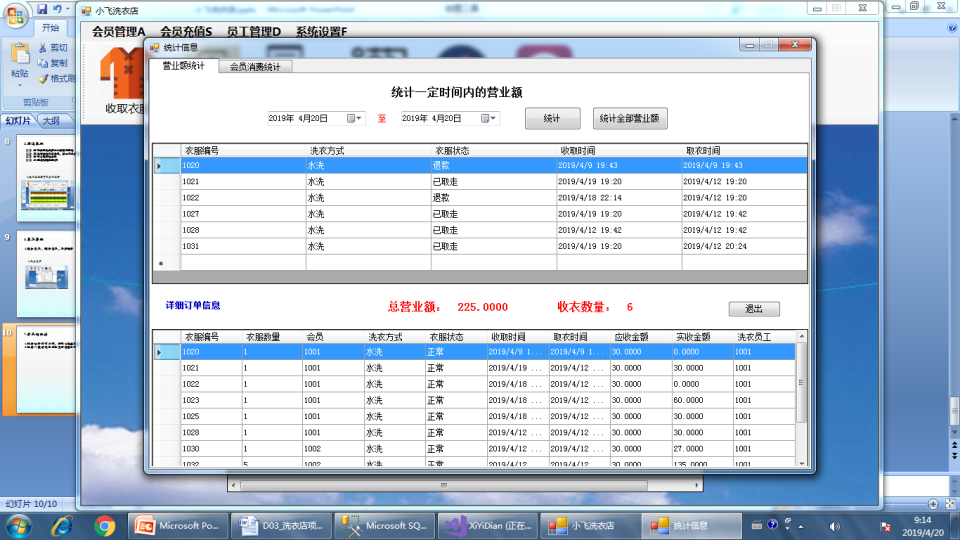 开始
剪切
复制
格式刷
粘贴
剪贴板
幻灯片 大纲
8
9
10
幻灯片 10/10
小飞洗衣店
会员管理A 会员充值S 员工管理D 系统设置F
收取衣服
统计信息
营业额统计 会员消费统计
统计一定时间内的营业额
2019年 4月20日 至 2019年 4月20日 统计 统计全部营业额
衣服编号 洗衣方式 衣服状态 收取时间 取衣时间
1020 水洗 退款 2019/4/9 19:43 2019/4/9 19:43
1021 水洗 已取走 2019/4/19 19:20 2019/4/12 19:20
1022 水洗 退款 2019/4/18 22:14 2019/4/12 19:20
1027 水洗 已取走 2019/4/19 19:20 2019/4/12 19:42
1028 水洗 已取走 2019/4/12 19:42 2019/4/12 19:42
1031 水洗 已取走 2019/4/19 19:20 2019/4/12 20:24
详细订单信息 总营业额: 225.0000 收衣数量: 6 退出
衣服编号 衣服数量 会员 洗衣方式 衣服状态 收取时间 取衣时间 应收金额 实收金额 洗衣员工
1020 1 1001 水洗 正常 2019/4/9 1... 2019/4/9 1... 30.0000 0.0000 1001
1021 1 1001 水洗 正常 2019/4/19 ... 2019/4/12 ... 30.0000 30.0000 1001
1022 1 1001 水洗 正常 2019/4/18 ... 2019/4/12 ... 30.0000 0.0000 1001
1023 1 1001 水洗 正常 2019/4/18 ... 2019/4/12 ... 30.0000 60.0000 1001
1025 1 1001 水洗 正常 2019/4/18 ... 2019/4/12 ... 30.0000 30.0000 1001
1028 1 1001 水洗 正常 2019/4/12 ... 2019/4/12 ... 30.0000 30.0000 1001
1030 1 1002 水洗 正常 2019/4/12 ... 2019/4/12 ... 30.0000 27.0000 1001
1032 5 1002 水洗 正常 2019/4/12 2019/4/12 30.0000 135.0000 1001
Microsoft Po... D03_洗衣店项... Microsoft SQ... XiYiDian (正在... 小飞洗衣店 统计信息
9:14
2019/4/20